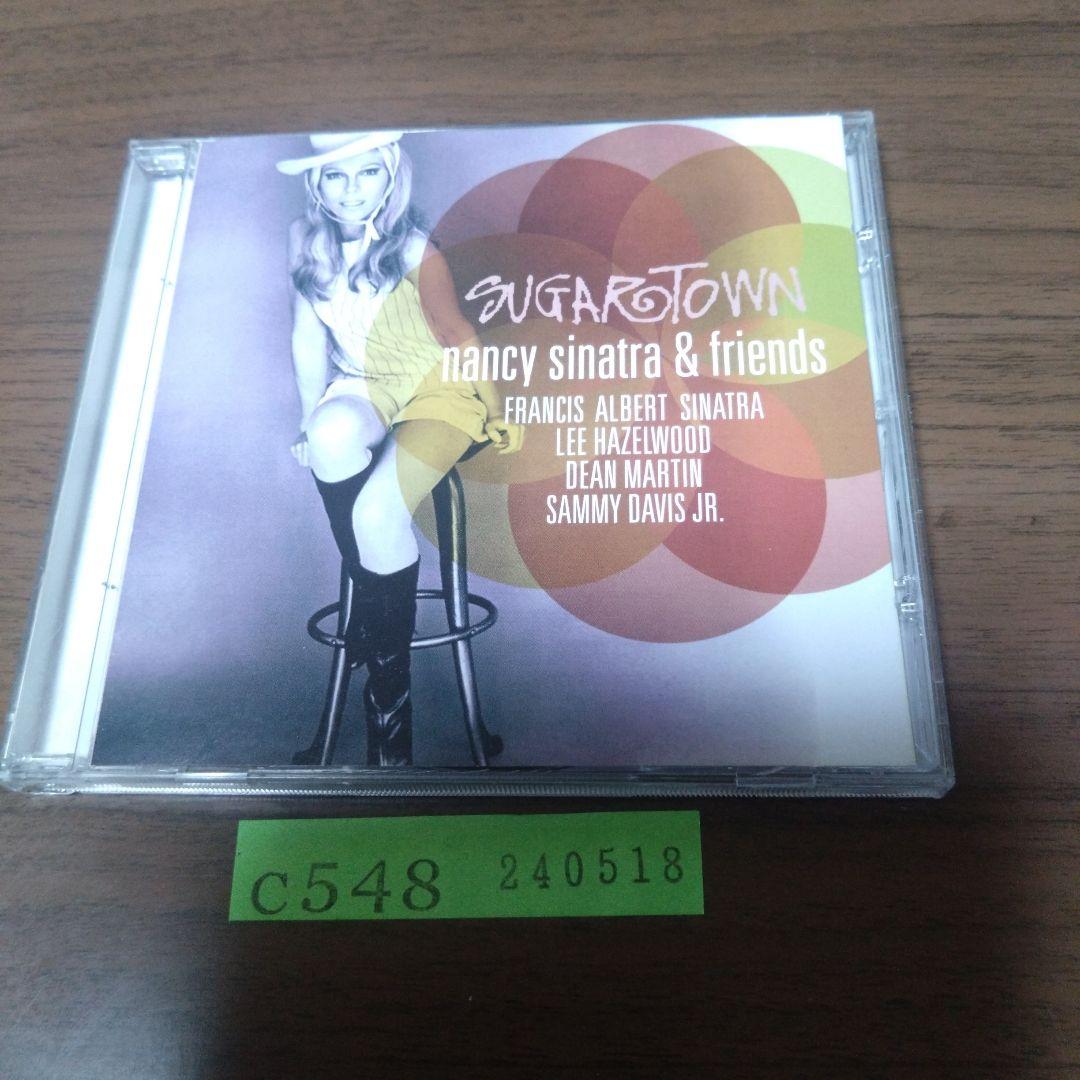 SUGARTOWN
nancy sinatra & friends
FRANCIS ALBERT SINATRA
LEE HAZELWOOD
DEAN MARTIN
SAMMY DAVIS JR.
C548 240518